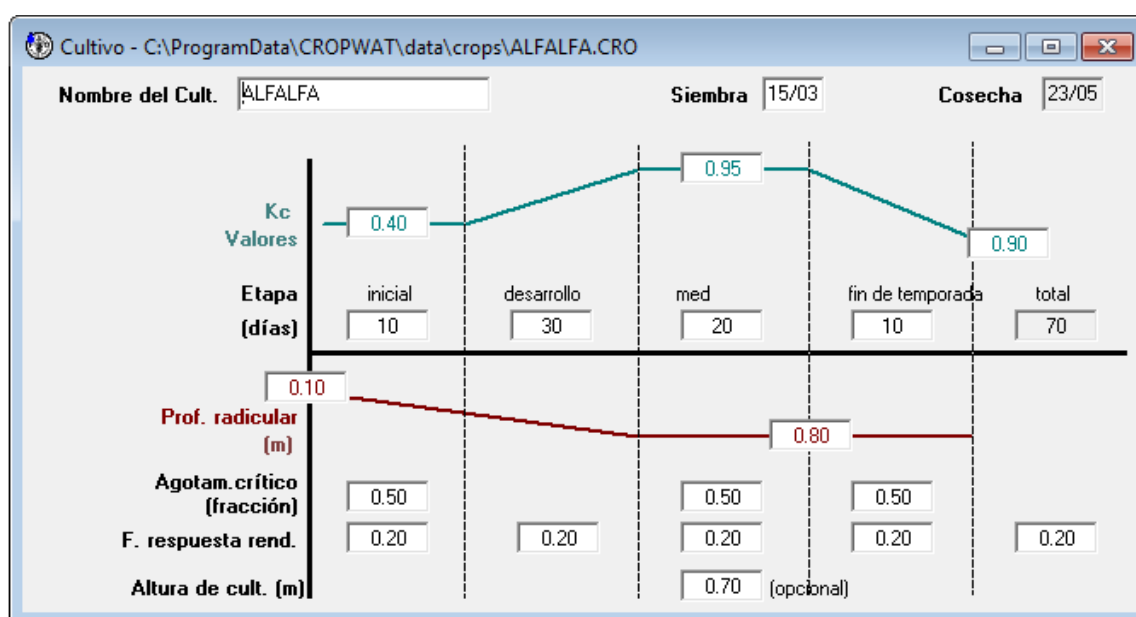 Cultivo - C:\ProgramData\CROPWAT\data\crops\ALFALFA.CRO
Nombre del Cult. ALFALFA Siembra 15/03 Cosecha 23/05
0.95
Kc 0.40
Valores 0.90
Etapa inicial desarrollo med fin de temporada total
(días) 10 30 20 10 70
0.10
Prof. radicular
(m) 0.80
Agotam.crítico
(fracción) 0.50 0.50 0.50
F. respuesta rend. 0.20 0.20 0.20 0.20 0.20
Altura de cult. (m) 0.70 (opcional)